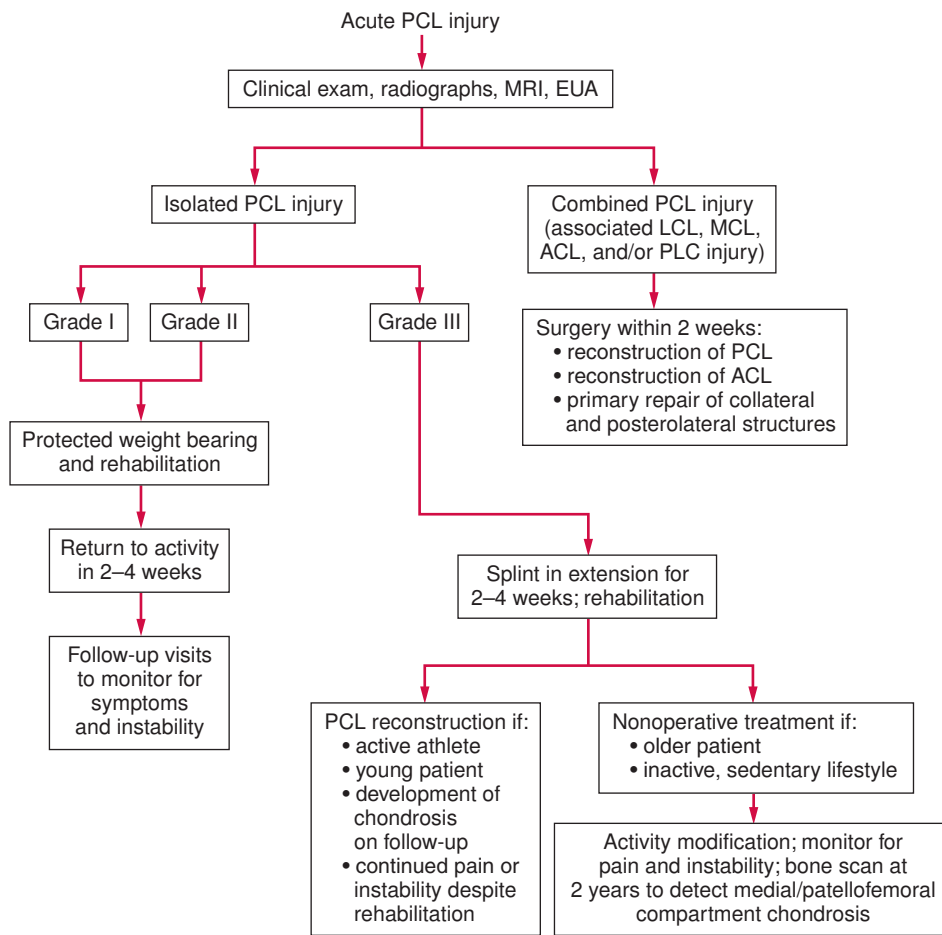 Acute PCL injury
Clinical exam, radiographs, MRI, EUA
Isolated PCL injury
Combined PCL injury
(associated LCL, MCL,
ACL, and/or PLC injury)
Grade I
Grade II
Grade III
Surgery within 2 weeks:
• reconstruction of PCL
• reconstruction of ACL
• primary repair of collateral
and posterolateral structures
Protected weight bearing
and rehabilitation
Return to activity
in 2–4 weeks
Follow-up visits
to monitor for
symptoms
and instability
Splint in extension for
2–4 weeks; rehabilitation
PCL reconstruction if:
• active athlete
• young patient
• development of
chondrosis
on follow-up
• continued pain or
instability despite
rehabilitation
Nonoperative treatment if:
• older patient
• inactive, sedentary lifestyle
Activity modification; monitor for
pain and instability; bone scan at
2 years to detect medial/patellofemoral
compartment chondrosis